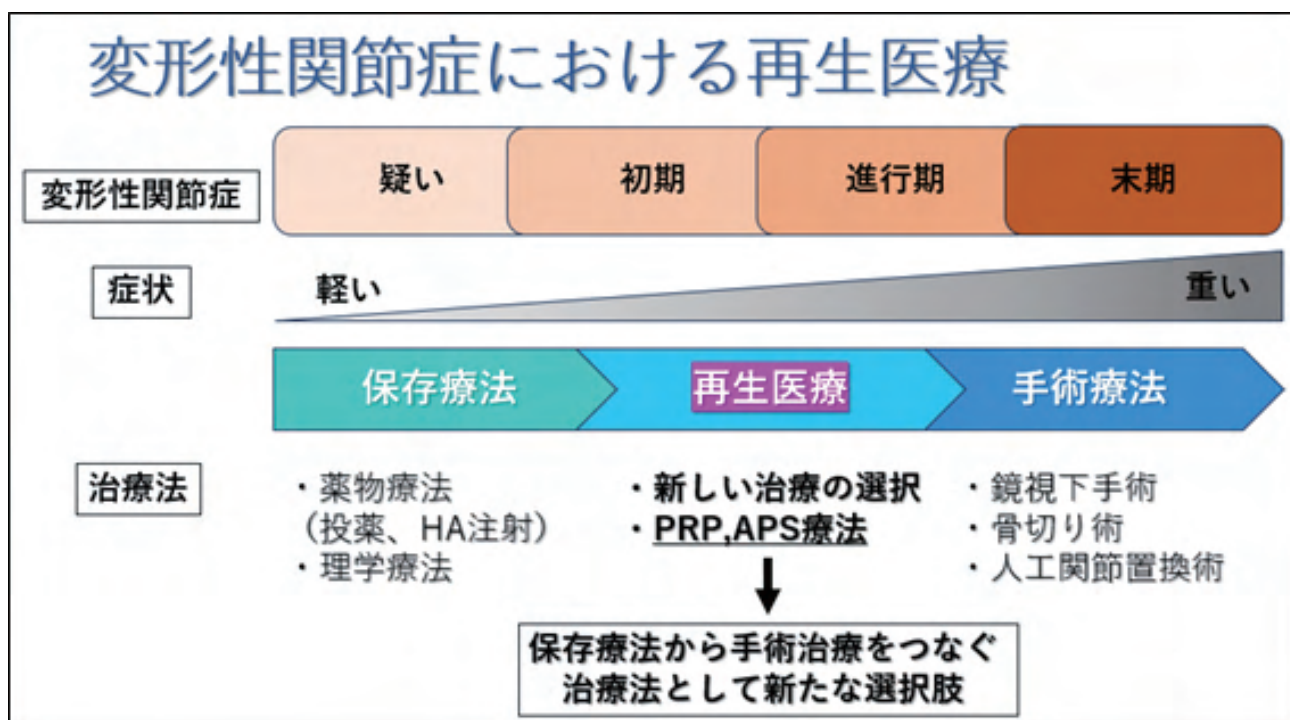 変形性関節症における再生医療
変形性関節症
疑い
初期
進行期
末期
症状
軽い
重い
保存療法
再生医療
手術療法
治療法
・薬物療法
（投薬、HA注射）
・理学療法
・新しい治療の選択
・PRP,APS療法
・鏡視下手術
・骨切り術
・人工関節置換術
保存療法から手術治療をつなぐ
治療法として新たな選択肢